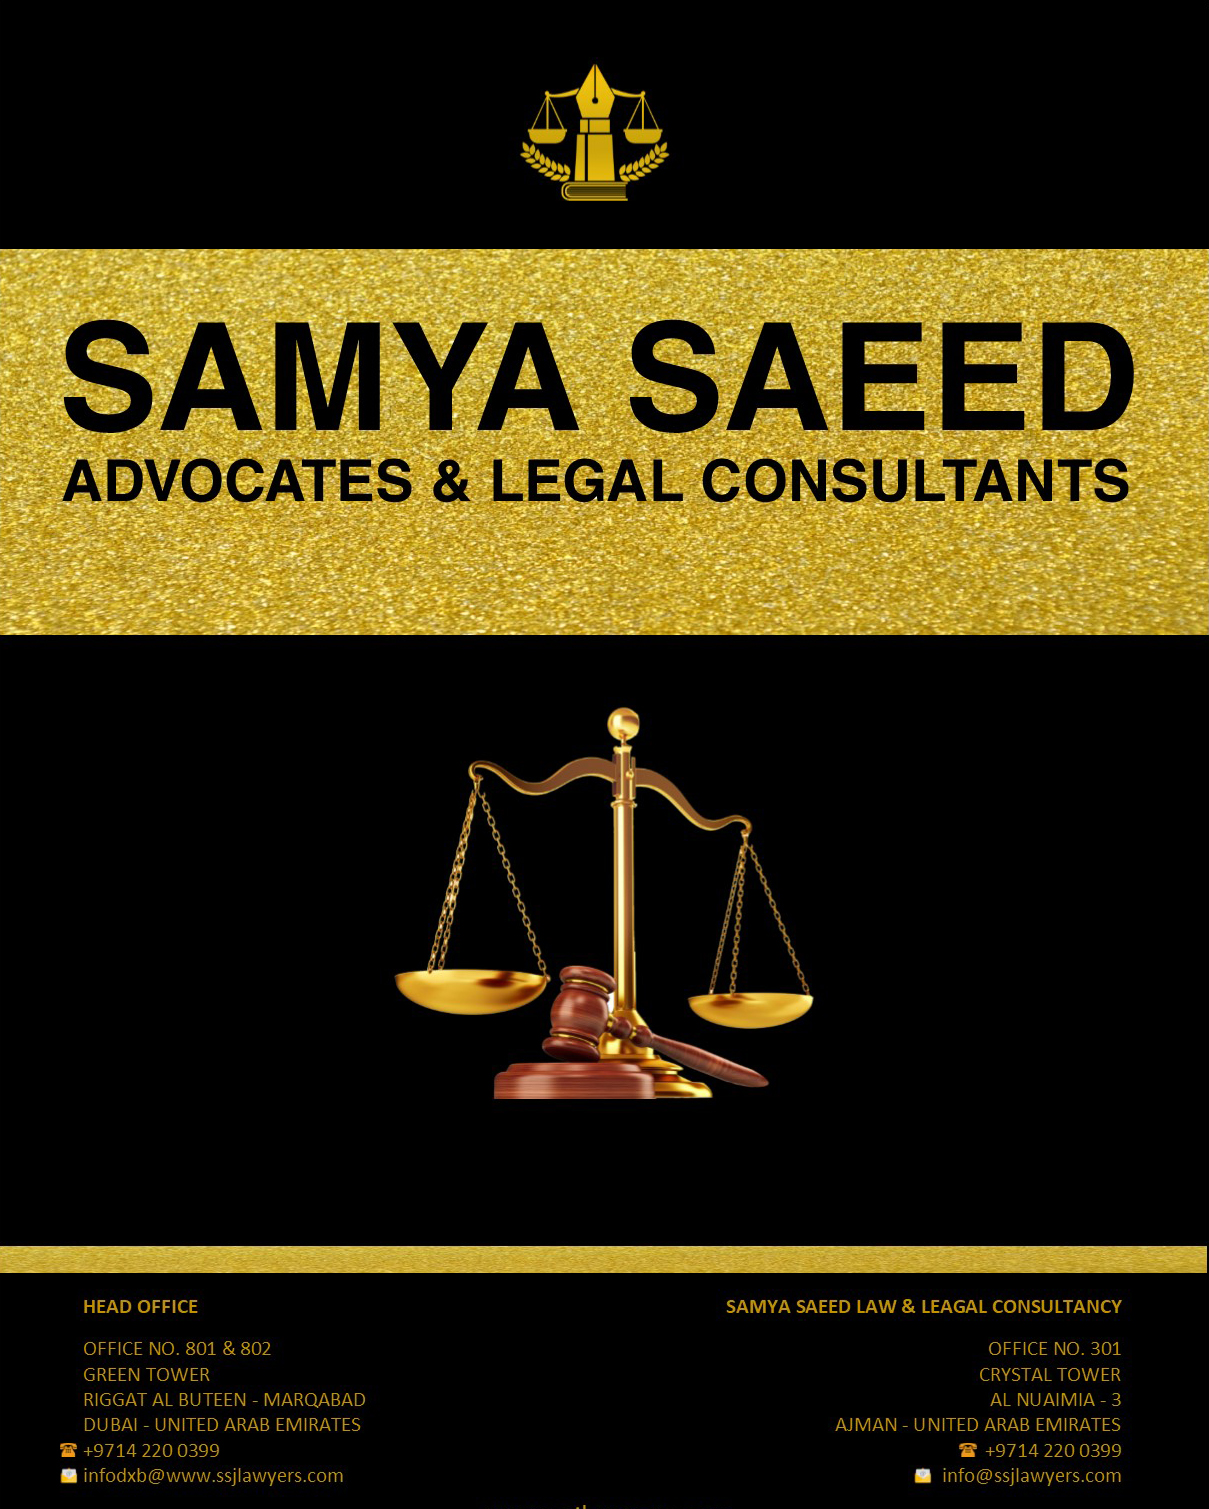 SAMYA SAEED
ADVOCATES & LEGAL CONSULTANTS
HEAD OFFICE
OFFICE NO. 801 & 802
GREEN TOWER
RIGGAT AL BUTEEN - MARQABAD
DUBAI - UNITED ARAB EMIRATES
+9714 220 0399
infodxb@www.ssjlawyers.com
SAMYA SAEED LAW & LEAGAL CONSULTANCY
OFFICE NO. 301
CRYSTAL TOWER
AL NUAIMIA - 3
AJMAN - UNITED ARAB EMIRATES
+9714 220 0399
info@ssjlawyers.com